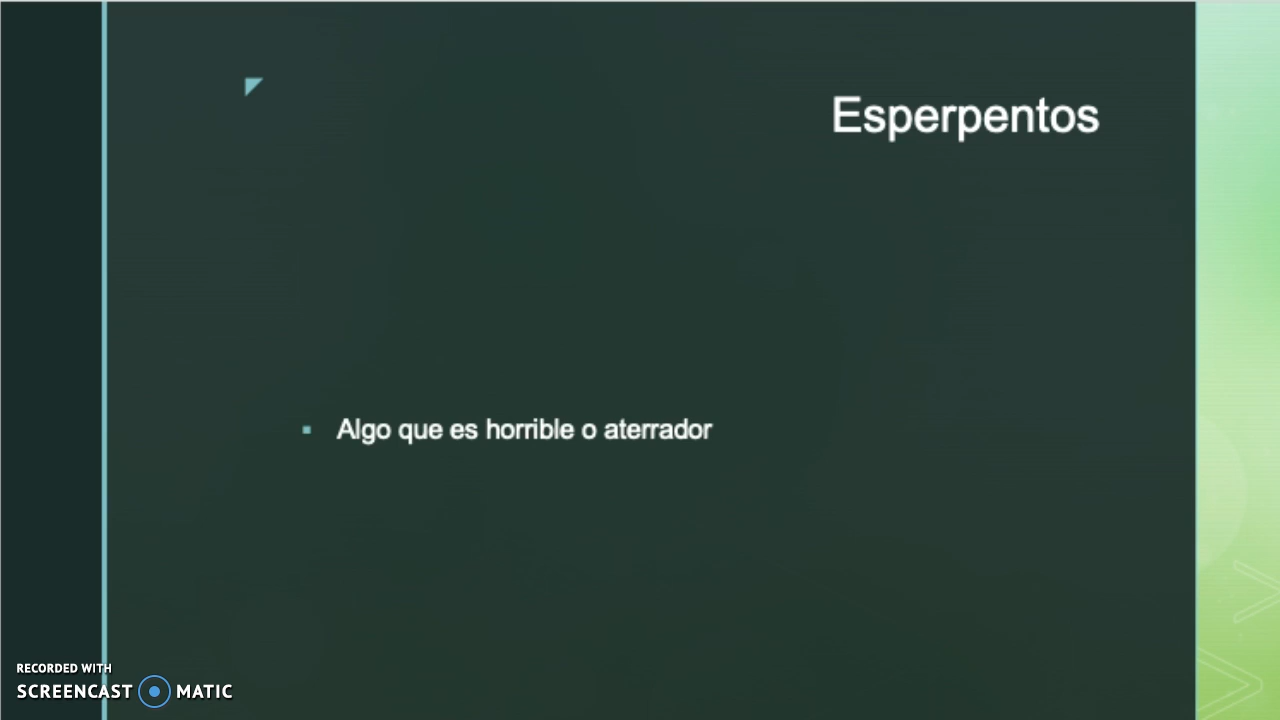 Esperpentos
Algo que es horrible o aterrador
RECORDED WITH
SCREENCAST MATIC